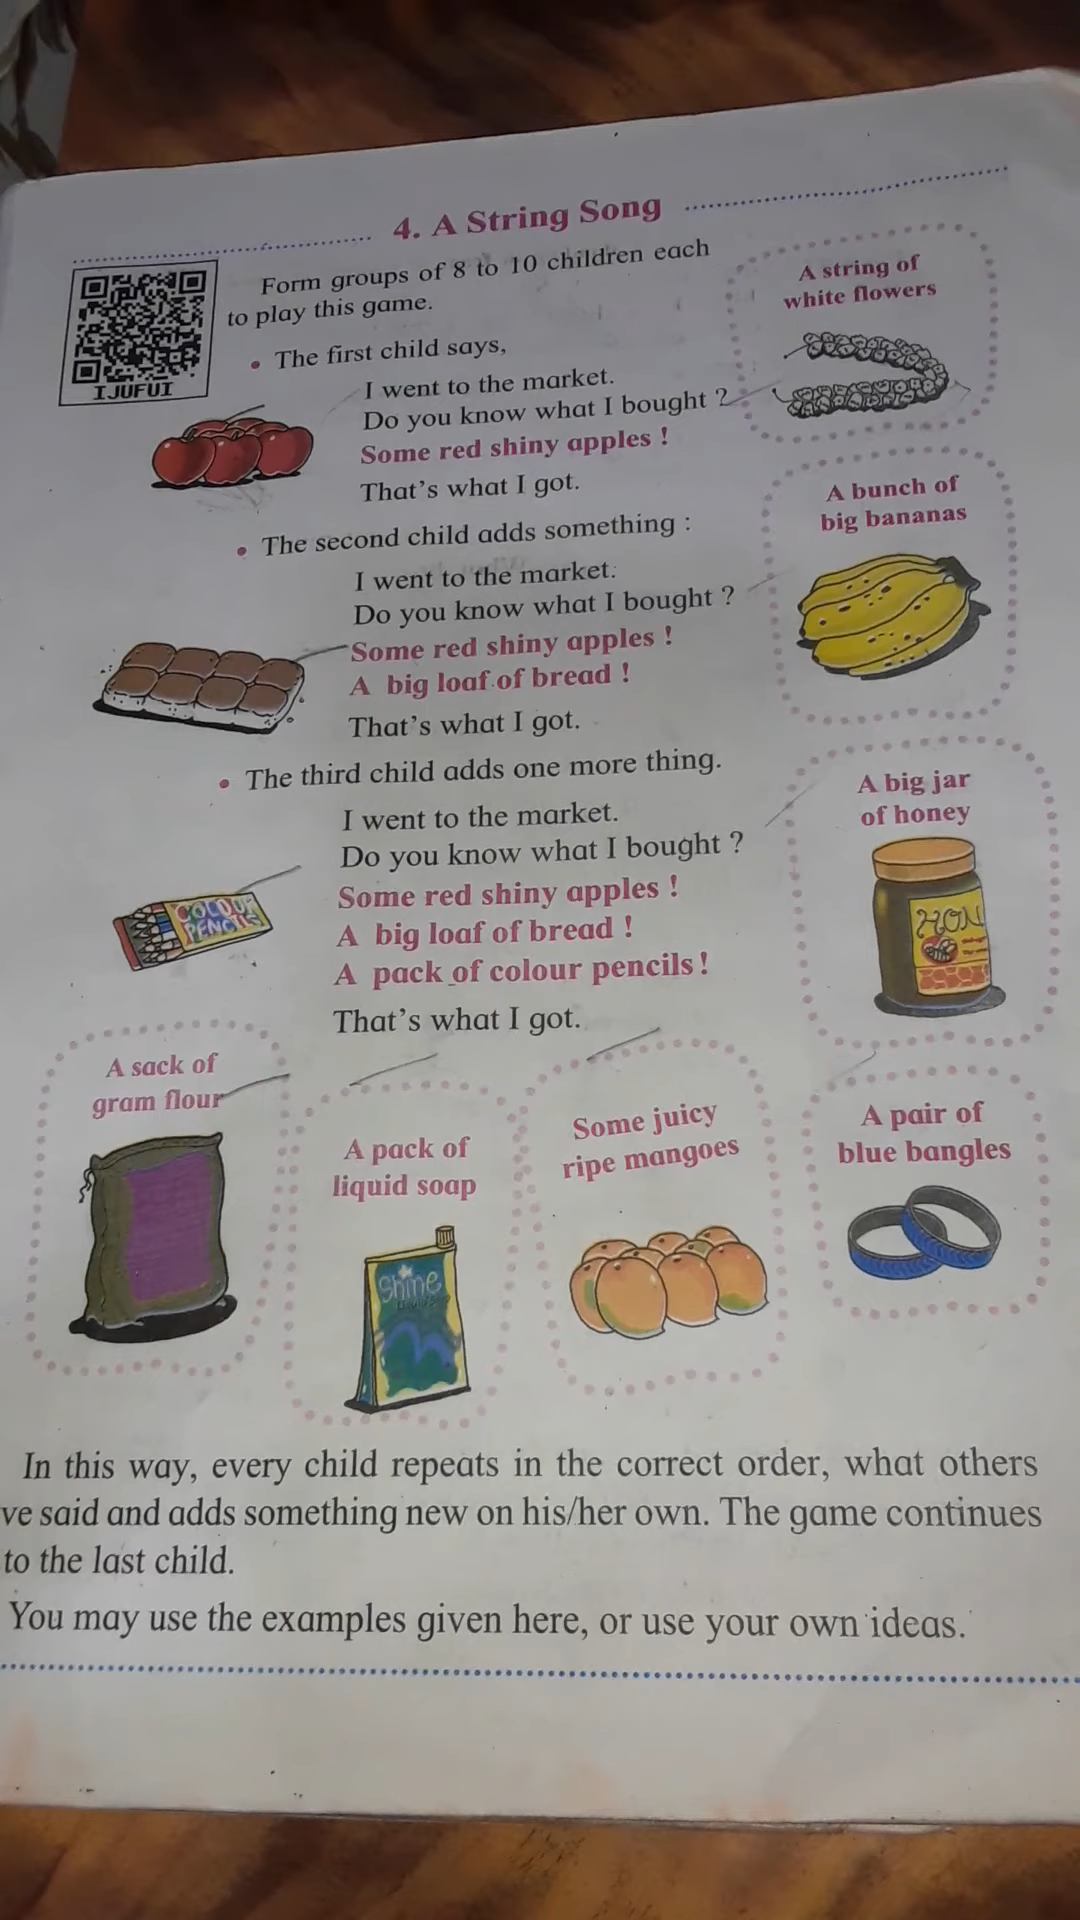 4. A String Song
IJUFUI
Form groups of 8 to 10 children each
to play this game.
• The first child says,
I went to the market.
Do you know what I bought ?
Some red shiny apples !
That's what I got.
• The second child adds something :
I went to the market.
Do you know what I bought ?
Some red shiny apples !
A big loaf of bread !
That's what I got.
• The third child adds one more thing.
I went to the market.
Do you know what I bought ?
Some red shiny apples !
A big loaf of bread !
A pack of colour pencils !
That's what I got.
COLOUR
PENCILS
A string of
white flowers
A bunch of
big bananas
A big jar
of honey
HON
A sack of
gram flour
A pack of
liquid soap
Shine
Some juicy
ripe mangoes
A pair of
blue bangles
In this way, every child repeats in the correct order, what others
ve said and adds something new on his/her own. The game continues
to the last child.
You may use the examples given here, or use your own ideas.